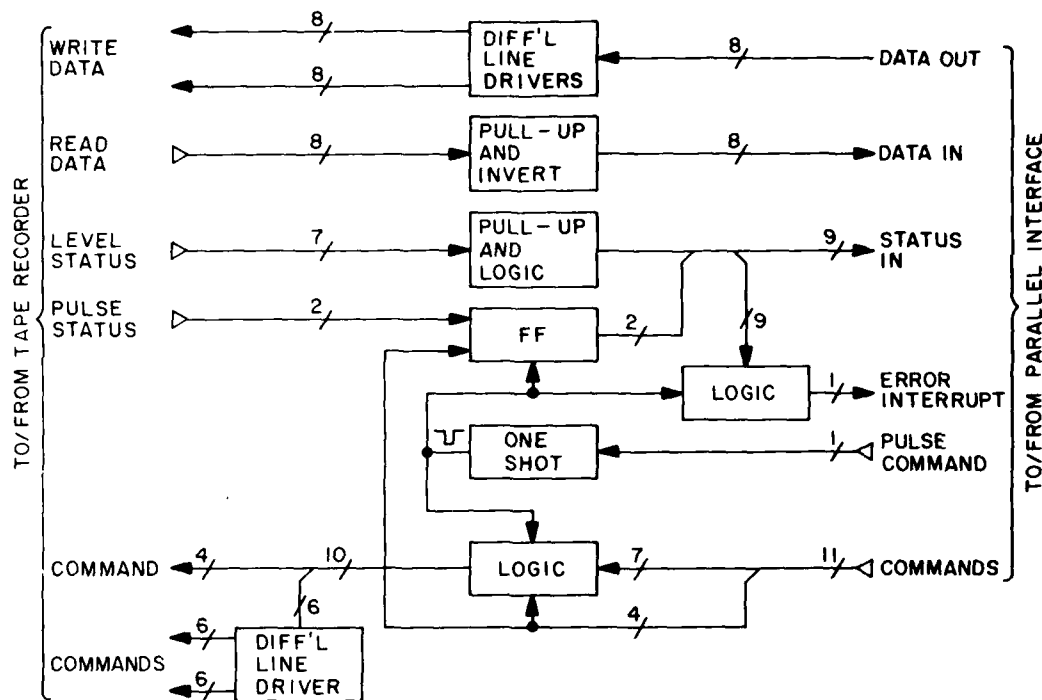 TO/FROM TAPE RECORDER
WRITE
DATA
8
8
DIFF'L
LINE
DRIVERS
8
DATA OUT
READ
DATA
8
PULL-UP
AND
INVERT
8
DATA IN
LEVEL
STATUS
7
PULL-UP
AND
LOGIC
9
STATUS
IN
PULSE
STATUS
2
FF
2
9
LOGIC
1
ERROR
INTERRUPT
ONE
SHOT
1
PULSE
COMMAND
COMMAND
4
10
LOGIC
7
11
COMMANDS
6
4
COMMANDS
6
6
DIFF'L
LINE
DRIVER
TO/FROM PARALLEL INTERFACE